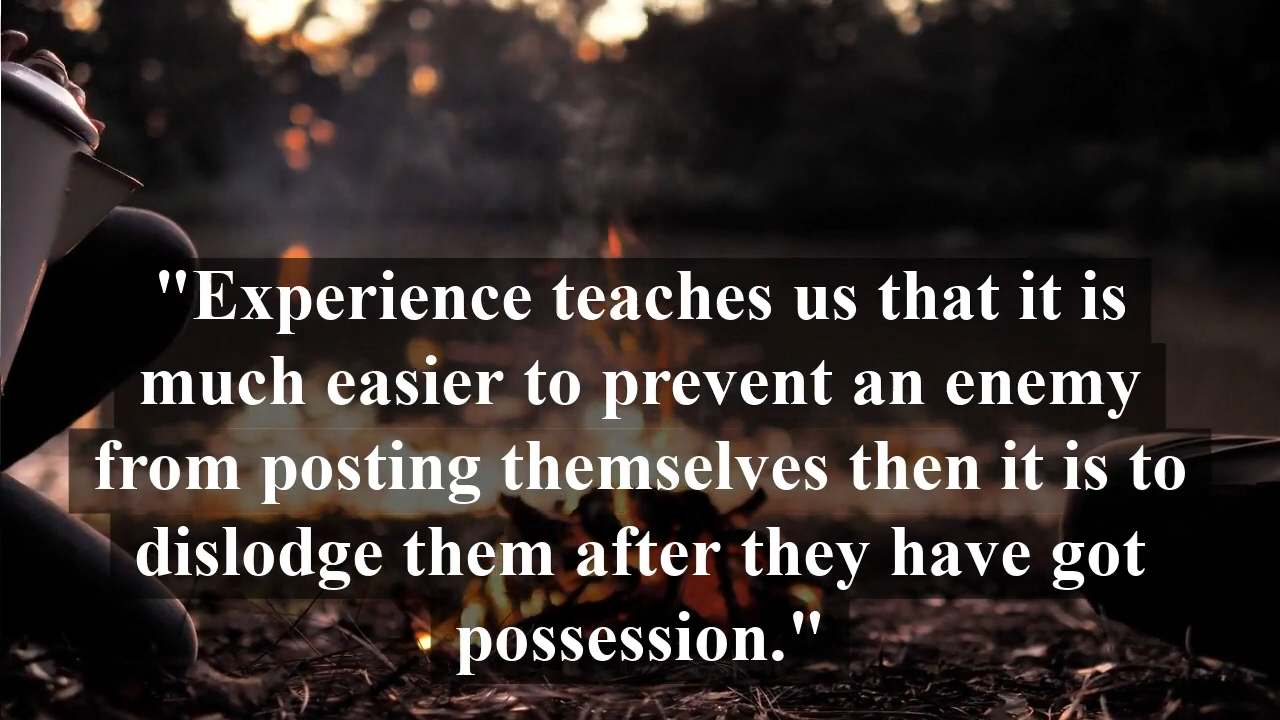 "Experience teaches us that it is
much easier to prevent an enemy
from posting themselves then it is to
dislodge them after they have got
possession."